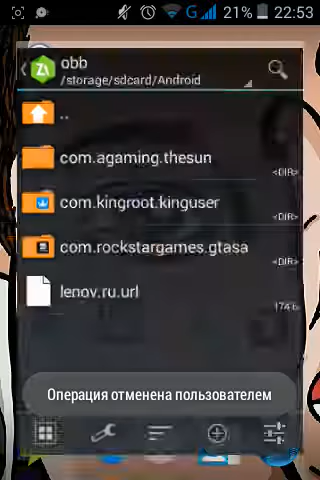 21% 22:53
obb
/storage/sdcard/Android
..
com.agaming.thesun
<DIR>
com.kingroot.kinguser
<DIR>
com.rockstargames.gtasa
<DIR>
lenov.ru.url
174 b
Операция отменена пользователем